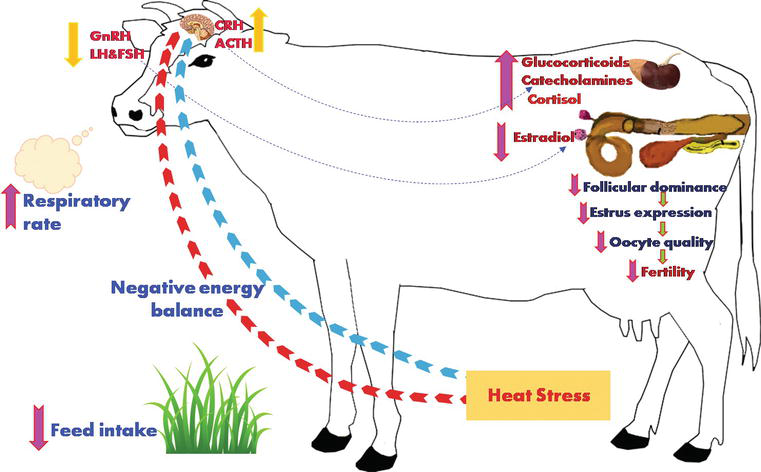 GnRH
LH&FSH
CRH
ACTH
Glucocorticoids
Catecholamines
Cortisol
Estradiol
Follicular dominance
Estrus expression
Oocyte quality
Fertility
Respiratory
rate
Negative energy
balance
Heat Stress
Feed intake